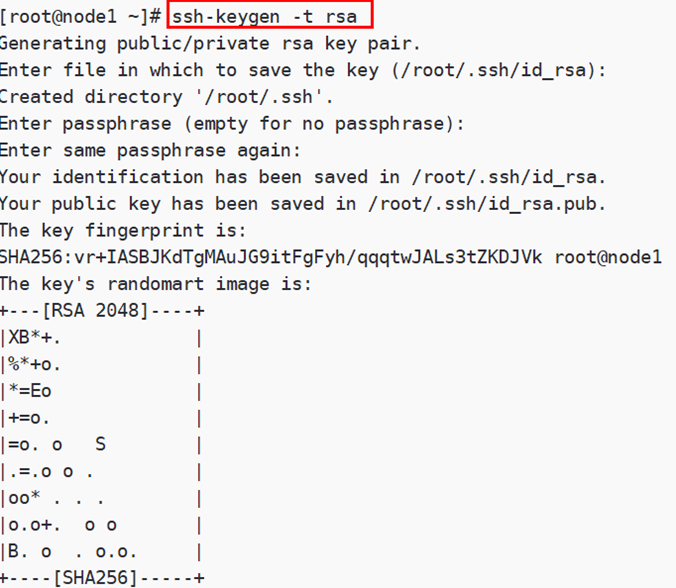 [root@node1 ~]# ssh-keygen -t rsa
Generating public/private rsa key pair.
Enter file in which to save the key (/root/.ssh/id_rsa):
Created directory '/root/.ssh'.
Enter passphrase (empty for no passphrase):
Enter same passphrase again:
Your identification has been saved in /root/.ssh/id_rsa.
Your public key has been saved in /root/.ssh/id_rsa.pub.
The key fingerprint is:
SHA256:vr+IASBJKdTgMAuJG9itFgFyh/qqqtwJALs3tZKDJVk root@node1
The key's randomart image is:
+---[RSA 2048]----+
|XB*+.            |
|%*+o.            |
|*=Eo             |
|+=o.             |
|=o. o   S        |
|.=.o o .         |
|oo* . . .        |
|o.o+.  o o       |
|B. o  . o.o.     |
+----[SHA256]-----+